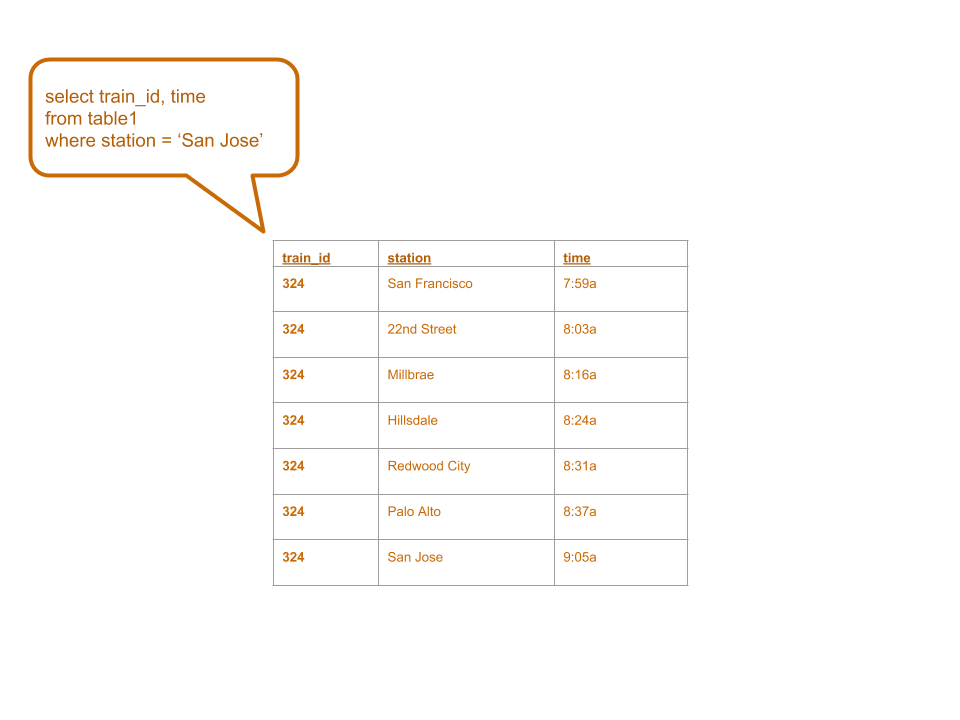 select train_id, time
from table1
where station = ‘San Jose’
train_id station time
324 San Francisco 7:59a
324 22nd Street 8:03a
324 Millbrae 8:16a
324 Hillsdale 8:24a
324 Redwood City 8:31a
324 Palo Alto 8:37a
324 San Jose 9:05a